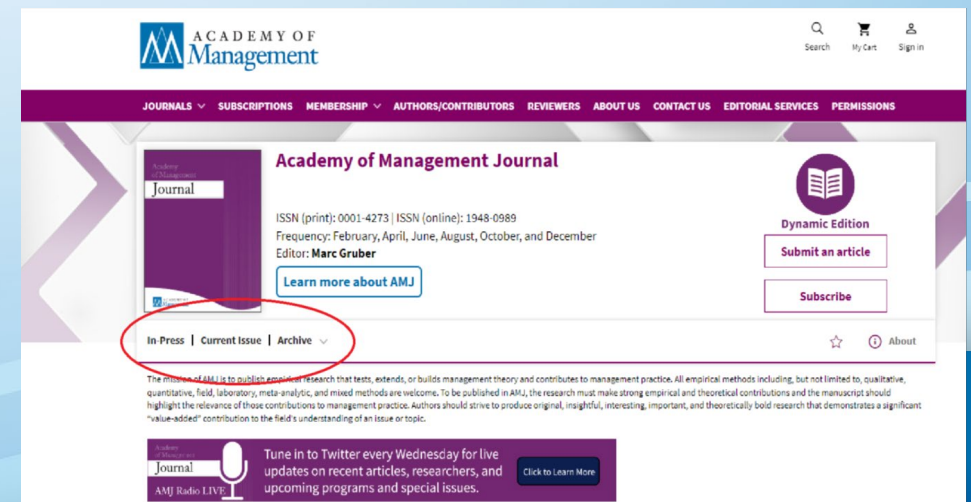 ACADEMY OF
Management
Search
My Cart
Sign in
JOURNALS SUBSCRIPTIONS MEMBERSHIP AUTHORS/CONTRIBUTORS REVIEWERS ABOUT US CONTACT US EDITORIAL SERVICES PERMISSIONS
Academy
of Management
Journal
Academy of Management Journal
ISSN (print): 0001-4273 | ISSN (online): 1948-0989
Frequency: February, April, June, August, October, and December
Editor: Marc Gruber
Learn more about AMJ
Dynamic Edition
Submit an article
Subscribe
In-Press | Current Issue | Archive
About
The mission of AMJ is to publish empirical research that tests, extends, or builds management theory and contributes to management practice. All empirical methods including, but not limited to, qualitative,
quantitative, field, laboratory, meta-analytic, and mixed methods are welcome. To be published in AMJ, the research must make strong empirical and theoretical contributions and the manuscript should
highlight the relevance of those contributions to management practice. Authors should strive to produce original, insightful, interesting, important, and theoretically bold research that demonstrates a significant
"value-added" contribution to the field's understanding of an issue or topic.
Academy
of Management
Journal
AMJ Radio LIVE
Tune in to Twitter every Wednesday for live
updates on recent articles, researchers, and
upcoming programs and special issues.
Click to Learn More